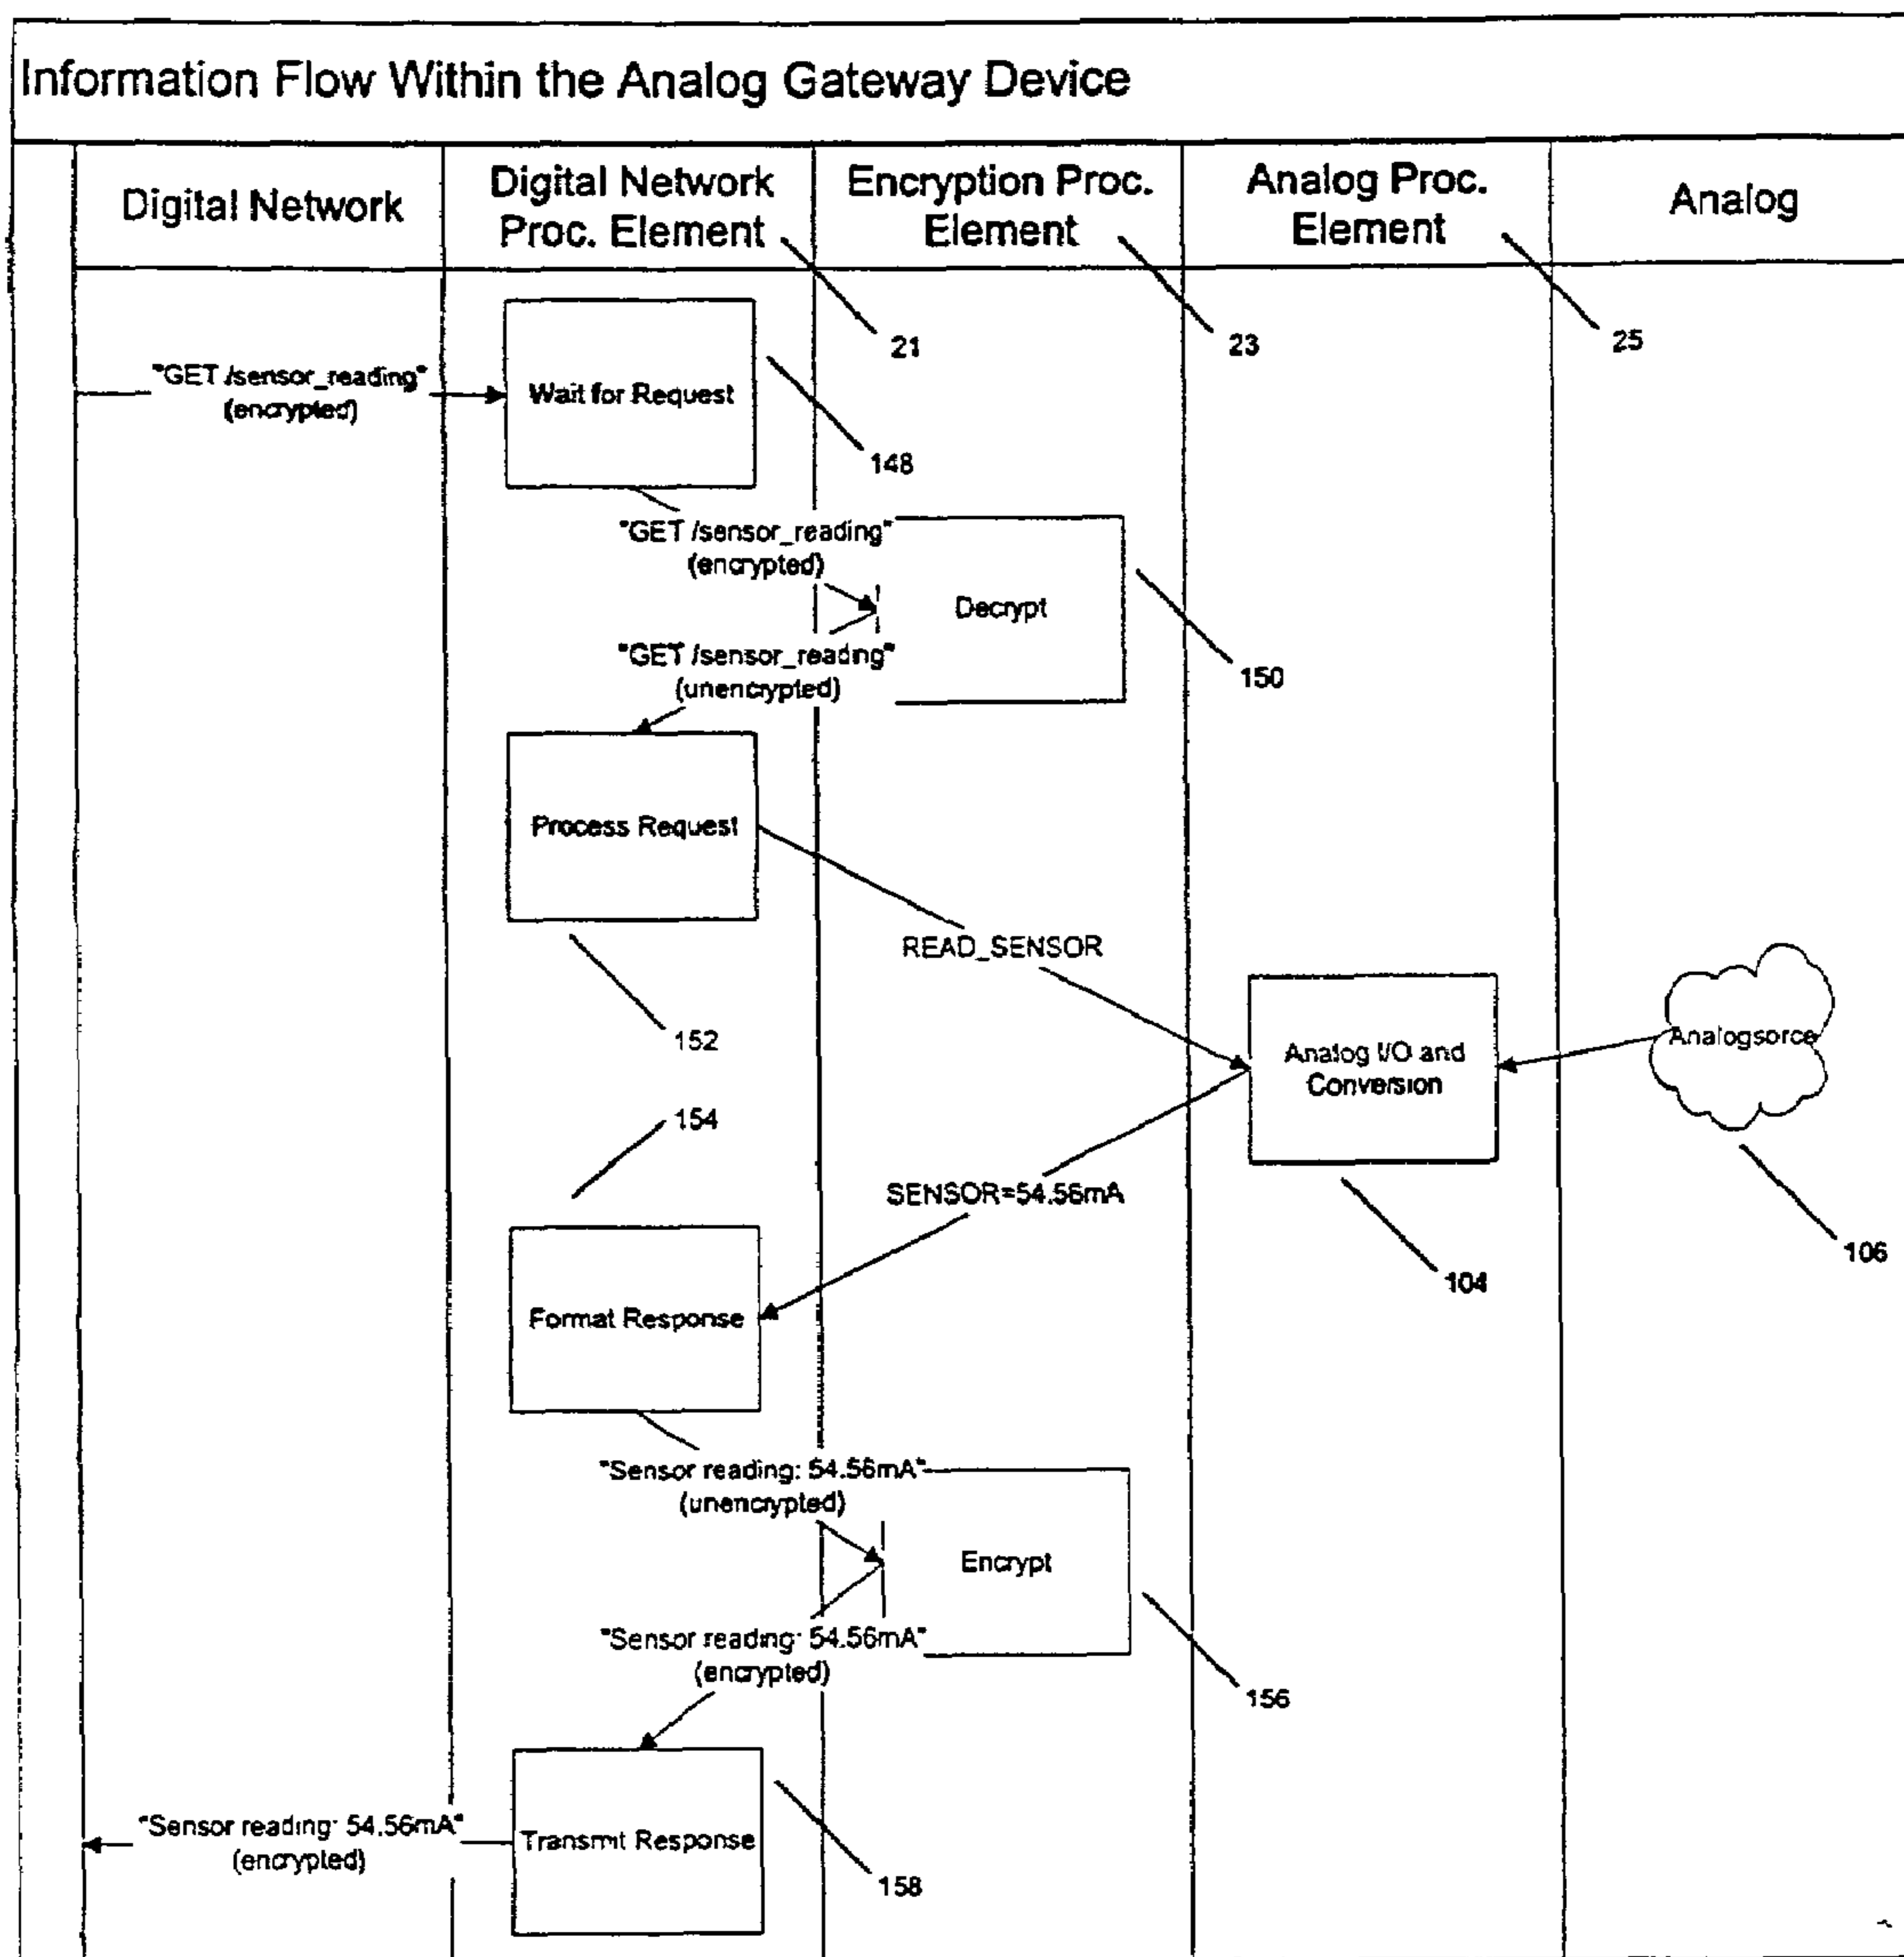 Information Flow Within the Analog Gateway Device
Digital Network
Digital Network
Proc. Element
Encryption Proc.
Element
Analog Proc.
Element
Analog
21
23
25
"GET /sensor_reading"
(encrypted)
Wait for Request
148
"GET /sensor_reading"
(encrypted)
Decrypt
150
"GET /sensor_reading"
(unencrypted)
Process Request
READ_SENSOR
152
Analog I/O and
Conversion
Analogsorce
154
SENSOR=54.56mA
104
106
Format Response
"Sensor reading: 54.56mA"
(unencrypted)
Encrypt
"Sensor reading: 54.56mA"
(encrypted)
156
"Sensor reading: 54.56mA"
(encrypted)
Transmit Response
158